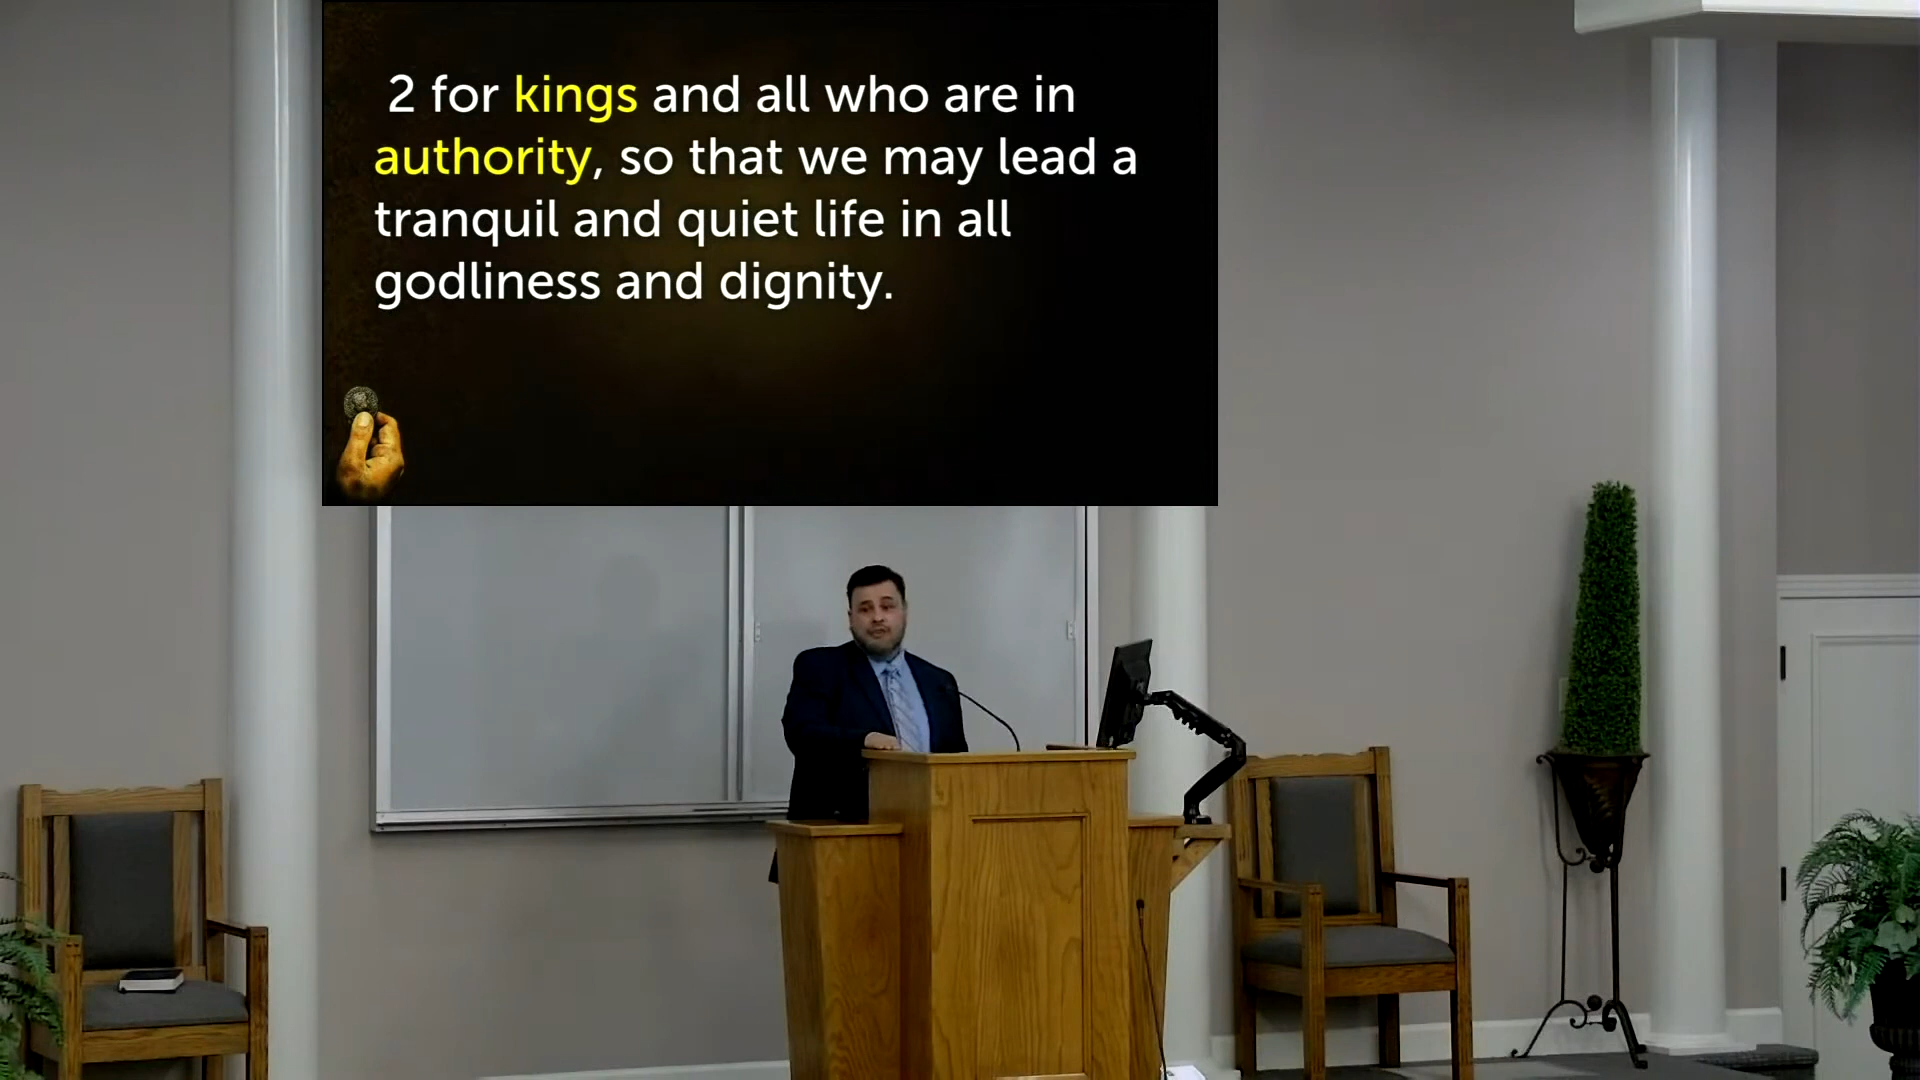 2 for kings and all who are in
authority, so that we may lead a
tranquil and quiet life in all
godliness and dignity.